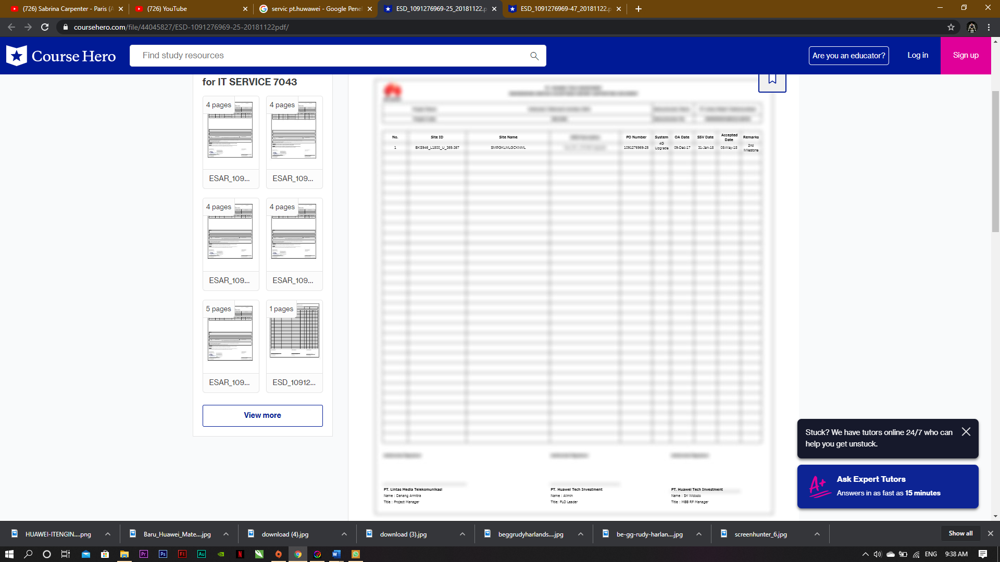 (726) Sabrina Carpenter - Paris (A
(726) YouTube
servic pt.huwawei - Google Pene
ESD_1091276969-25_20181122.p
ESD_1091276969-47_20181122.p
coursehero.com/file/44045827/ESD-1091276969-25-20181122pdf/
Course Hero
Find study resources
Are you an educator?
Log in
Sign up
for IT SERVICE 7043
4 pages
4 pages
ESAR_109...
ESAR_109...
4 pages
4 pages
ESAR_109...
ESAR_109...
5 pages
1 pages
ESAR_109...
ESD_10912...
View more
No. Site ID Site Name PO Number System OA Date SSV Date Accepted Date Remarks
1 BKS946_L1800_U_365-367 SMPGKLMLGCKNML 1091276969-25 4G Upgrade 09-Dec-17 31-Jan-18 08-May-18 2nd Milestone
PT. Lintas Media Telekomunikasi
Name : Danang Armitra
Title : Project Manager
PT. Huawei Tech Investment
Name : Alimin
Title: PLO Leader
PT. Huawei Tech Investment
Name : Sri Widodo
Title : MBB RF Manager
Stuck? We have tutors online 24/7 who can
help you get unstuck.
A+
Ask Expert Tutors
Answers in as fast as 15 minutes
HUAWEI-ITENGIN....png
Baru_Huawei_Mate....jpg
download (4).jpg
download (3).jpg
beggrudyharlands....jpg
be-gg-rudy-harlan....jpg
screenhunter_6.jpg
Show all
Pr
Ps
Fl
Au
N
W
ENG
9:38 AM